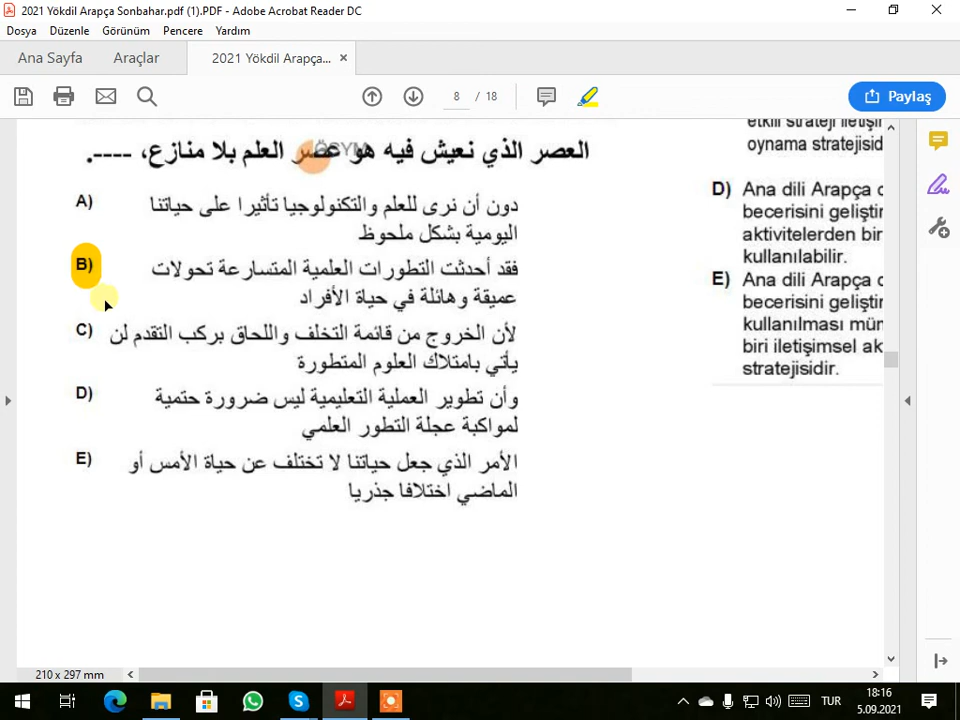 2021 Yökdil Arapça Sonbahar.pdf (1).PDF - Adobe Acrobat Reader DC
Dosya Düzenle Görünüm Pencere Yardım
Ana Sayfa Araçlar 2021 Yökdil Arapça...
8 / 18
Paylaş
العصر الذي نعيش فيه هو عصر العلم بلا منازع، ----.
ÖSYM
A) دون أن نرى للعلم والتكنولوجيا تأثيرا على حياتنا
اليومية بشكل ملحوظ
B) فقد أحدثت التطورات العلمية المتسارعة تحولات
عميقة وهائلة في حياة الأفراد
C) لأن الخروج من قائمة التخلف واللحاق بركب التقدم لن
يأتي بامتلاك العلوم المتطورة
D) وأن تطوير العملية التعليمية ليس ضرورة حتمية
لمواكبة عجلة التطور العلمي
E) الأمر الذي جعل حياتنا لا تختلف عن حياة الأمس أو
الماضي اختلافا جذريا
etkili strateji iletişir
oynama stratejisid
D) Ana dili Arapça o
becerisini geliştir
aktivitelerden bir
kullanılabilir.
E) Ana dili Arapça o
becerisini geliştir
kullanılması mür
biri iletişimsel ak
stratejisidir.
210 x 297 mm
TUR
18:16
5.09.2021